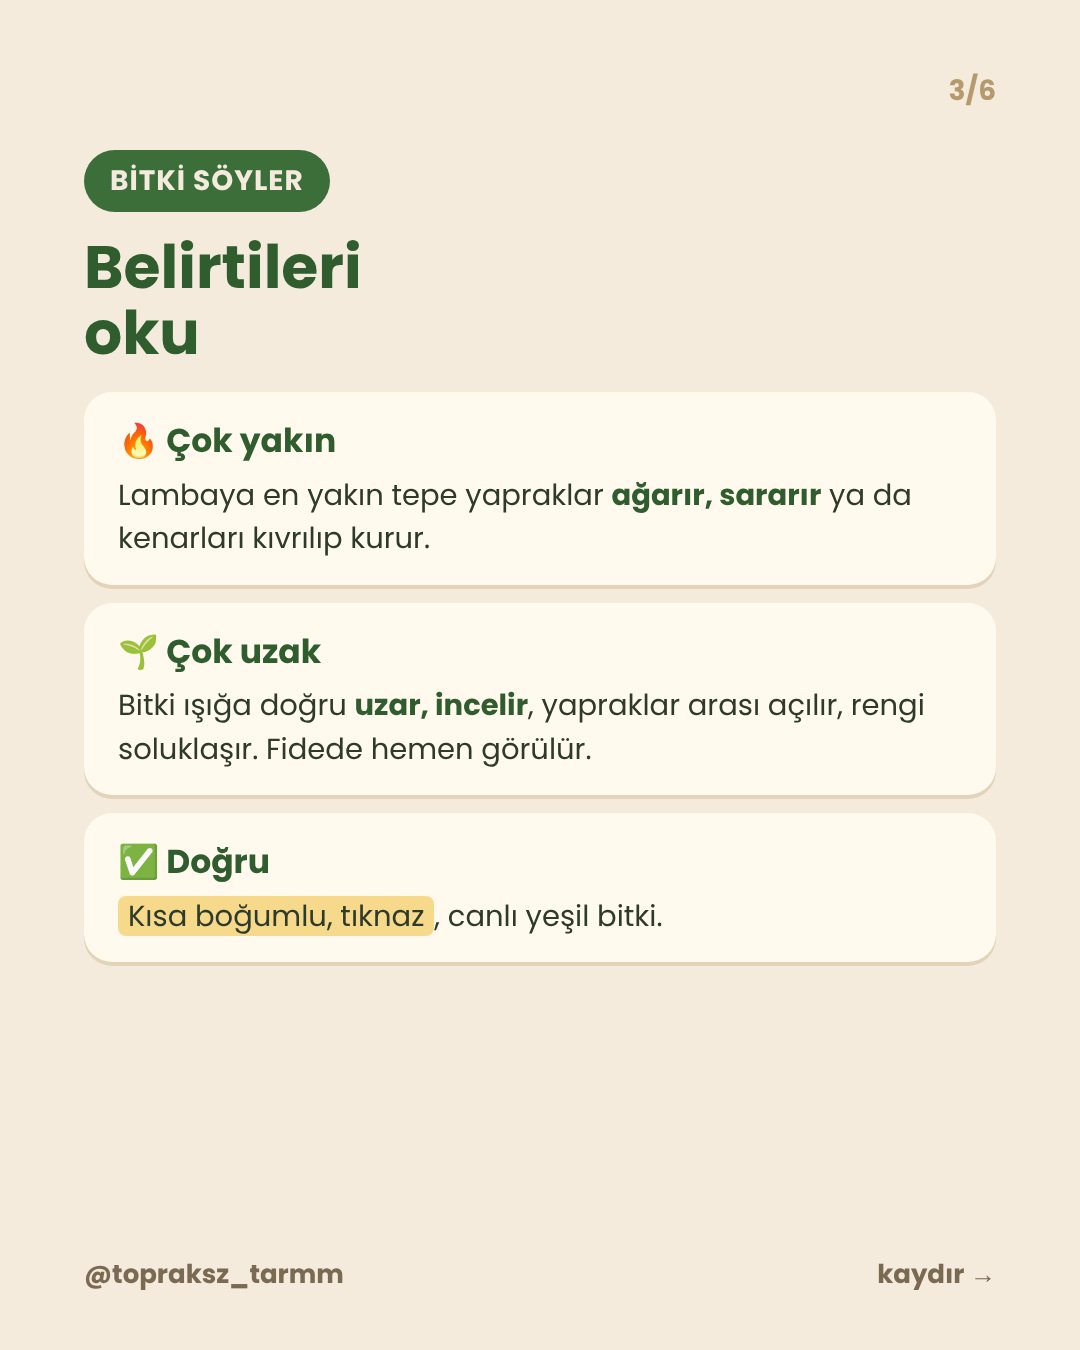 3/6
BİTKİ SÖYLER
Belirtileri
oku
🔥 Çok yakın
Lambaya en yakın tepe yapraklar ağarır, sararır ya da
kenarları kıvrılıp kurur.
🌱 Çok uzak
Bitki ışığa doğru uzar, incelir, yapraklar arası açılır, rengi
soluklaşır. Fidede hemen görülür.
✅ Doğru
Kısa boğumlu, tıknaz , canlı yeşil bitki.
@topraksz_tarmm
kaydır →